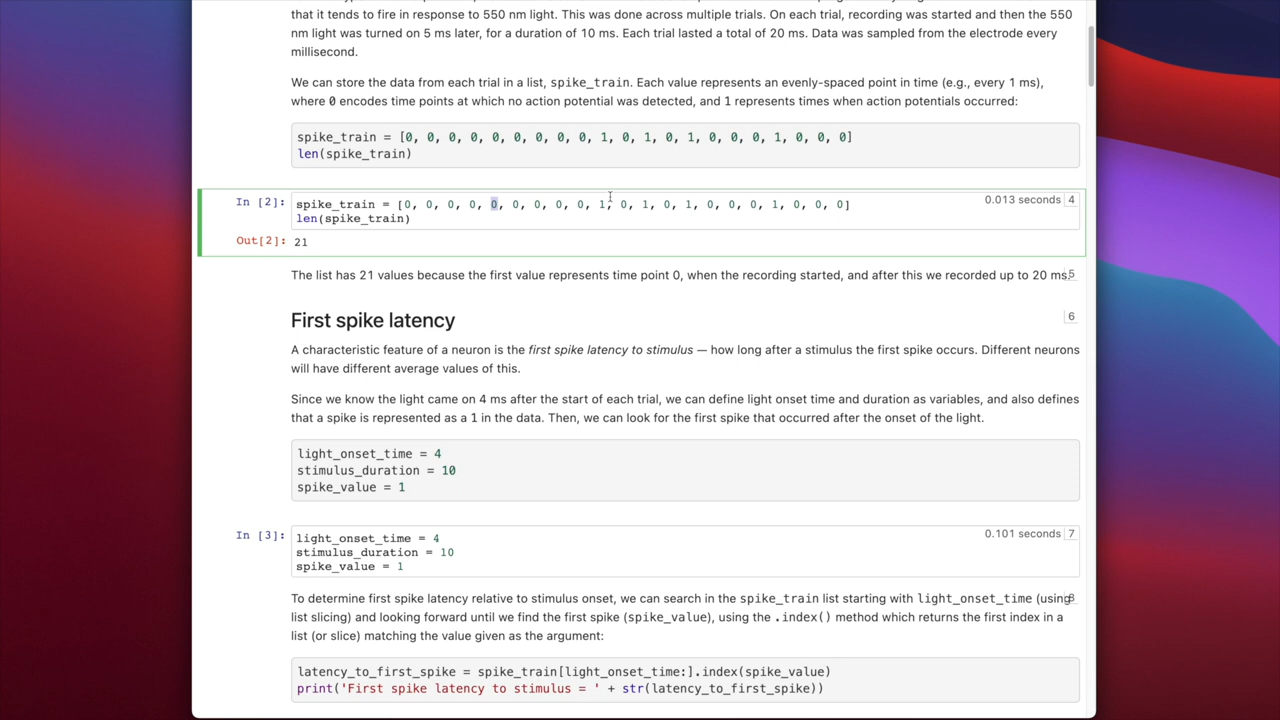 that it tends to fire in response to 550 nm light. This was done across multiple trials. On each trial, recording was started and then the 550
nm light was turned on 5 ms later, for a duration of 10 ms. Each trial lasted a total of 20 ms. Data was sampled from the electrode every
millisecond.
We can store the data from each trial in a list, spike_train. Each value represents an evenly-spaced point in time (e.g., every 1 ms),
where 0 encodes time points at which no action potential was detected, and 1 represents times when action potentials occurred:
spike_train = [0, 0, 0, 0, 0, 0, 0, 0, 0, 1, 0, 1, 0, 1, 0, 0, 0, 1, 0, 0, 0]
len(spike_train)
In [2]: spike_train = [0, 0, 0, 0, 0, 0, 0, 0, 0, 1, 0, 1, 0, 1, 0, 0, 0, 1, 0, 0, 0] 0.013 seconds 4
len(spike_train)
Out[2]: 21
The list has 21 values because the first value represents time point 0, when the recording started, and after this we recorded up to 20 ms. 5
First spike latency 6
A characteristic feature of a neuron is the first spike latency to stimulus — how long after a stimulus the first spike occurs. Different neurons
will have different average values of this.
Since we know the light came on 4 ms after the start of each trial, we can define light onset time and duration as variables, and also defines
that a spike is represented as a 1 in the data. Then, we can look for the first spike that occurred after the onset of the light.
light_onset_time = 4
stimulus_duration = 10
spike_value = 1
In [3]: light_onset_time = 4 0.101 seconds 7
stimulus_duration = 10
spike_value = 1
To determine first spike latency relative to stimulus onset, we can search in the spike_train list starting with light_onset_time (using 8
list slicing) and looking forward until we find the first spike (spike_value), using the .index() method which returns the first index in a
list (or slice) matching the value given as the argument:
latency_to_first_spike = spike_train[light_onset_time:].index(spike_value)
print('First spike latency to stimulus = ' + str(latency_to_first_spike))